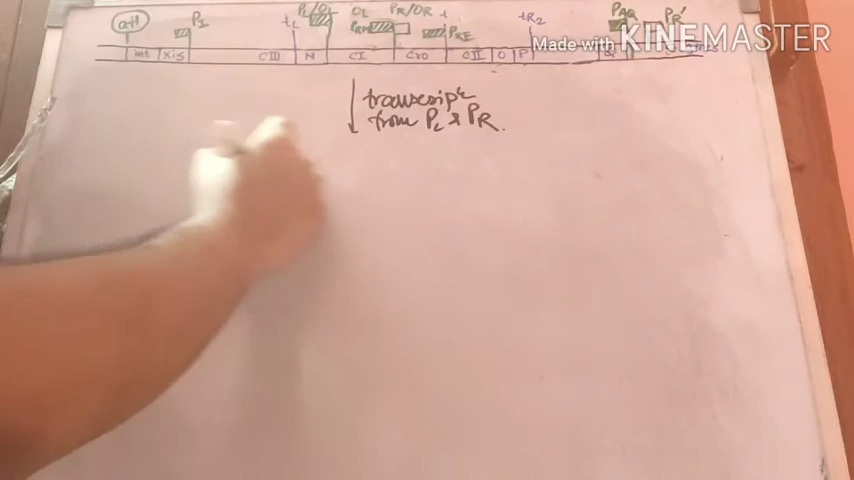 att PI tL PL/OL OL PR/OR t tR2 PAQ PR'
PRM PRE
Made with KINEMASTER
int xis CIII N CI Cro CII O P Q
from PL & PR.